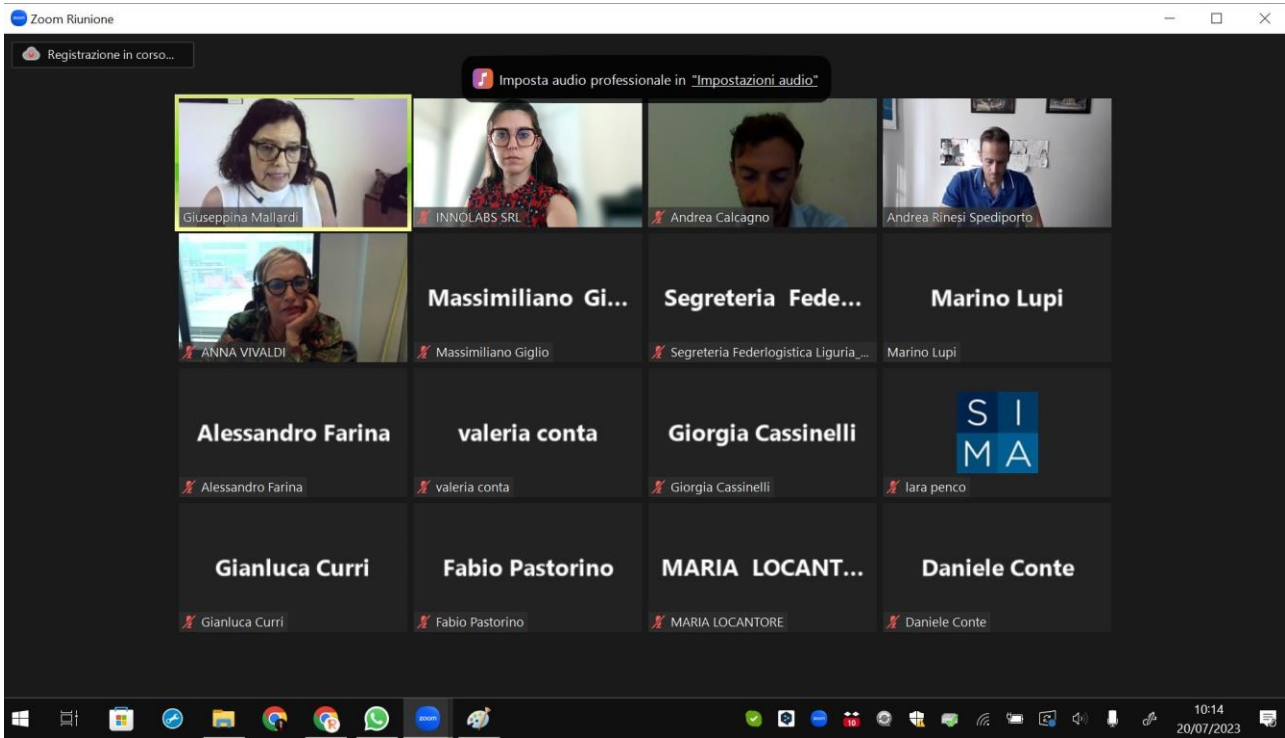 Zoom Riunione
Registrazione in corso...
Imposta audio professionale in "Impostazioni audio"
Giuseppina Mallardi
INNOLABS SRL
Andrea Calcagno
Andrea Rinesi Spediporto
ANNA VIVALDI
Massimiliano Gi...
Massimiliano Giglio
Segreteria Fede...
Segreteria Federlogistica Liguria_...
Marino Lupi
Marino Lupi
Alessandro Farina
Alessandro Farina
valeria conta
valeria conta
Giorgia Cassinelli
Giorgia Cassinelli
S I
M A
lara penco
Gianluca Curri
Gianluca Curri
Fabio Pastorino
Fabio Pastorino
MARIA LOCANT...
MARIA LOCANTORE
Daniele Conte
Daniele Conte
zoom
10
10:14
20/07/2023